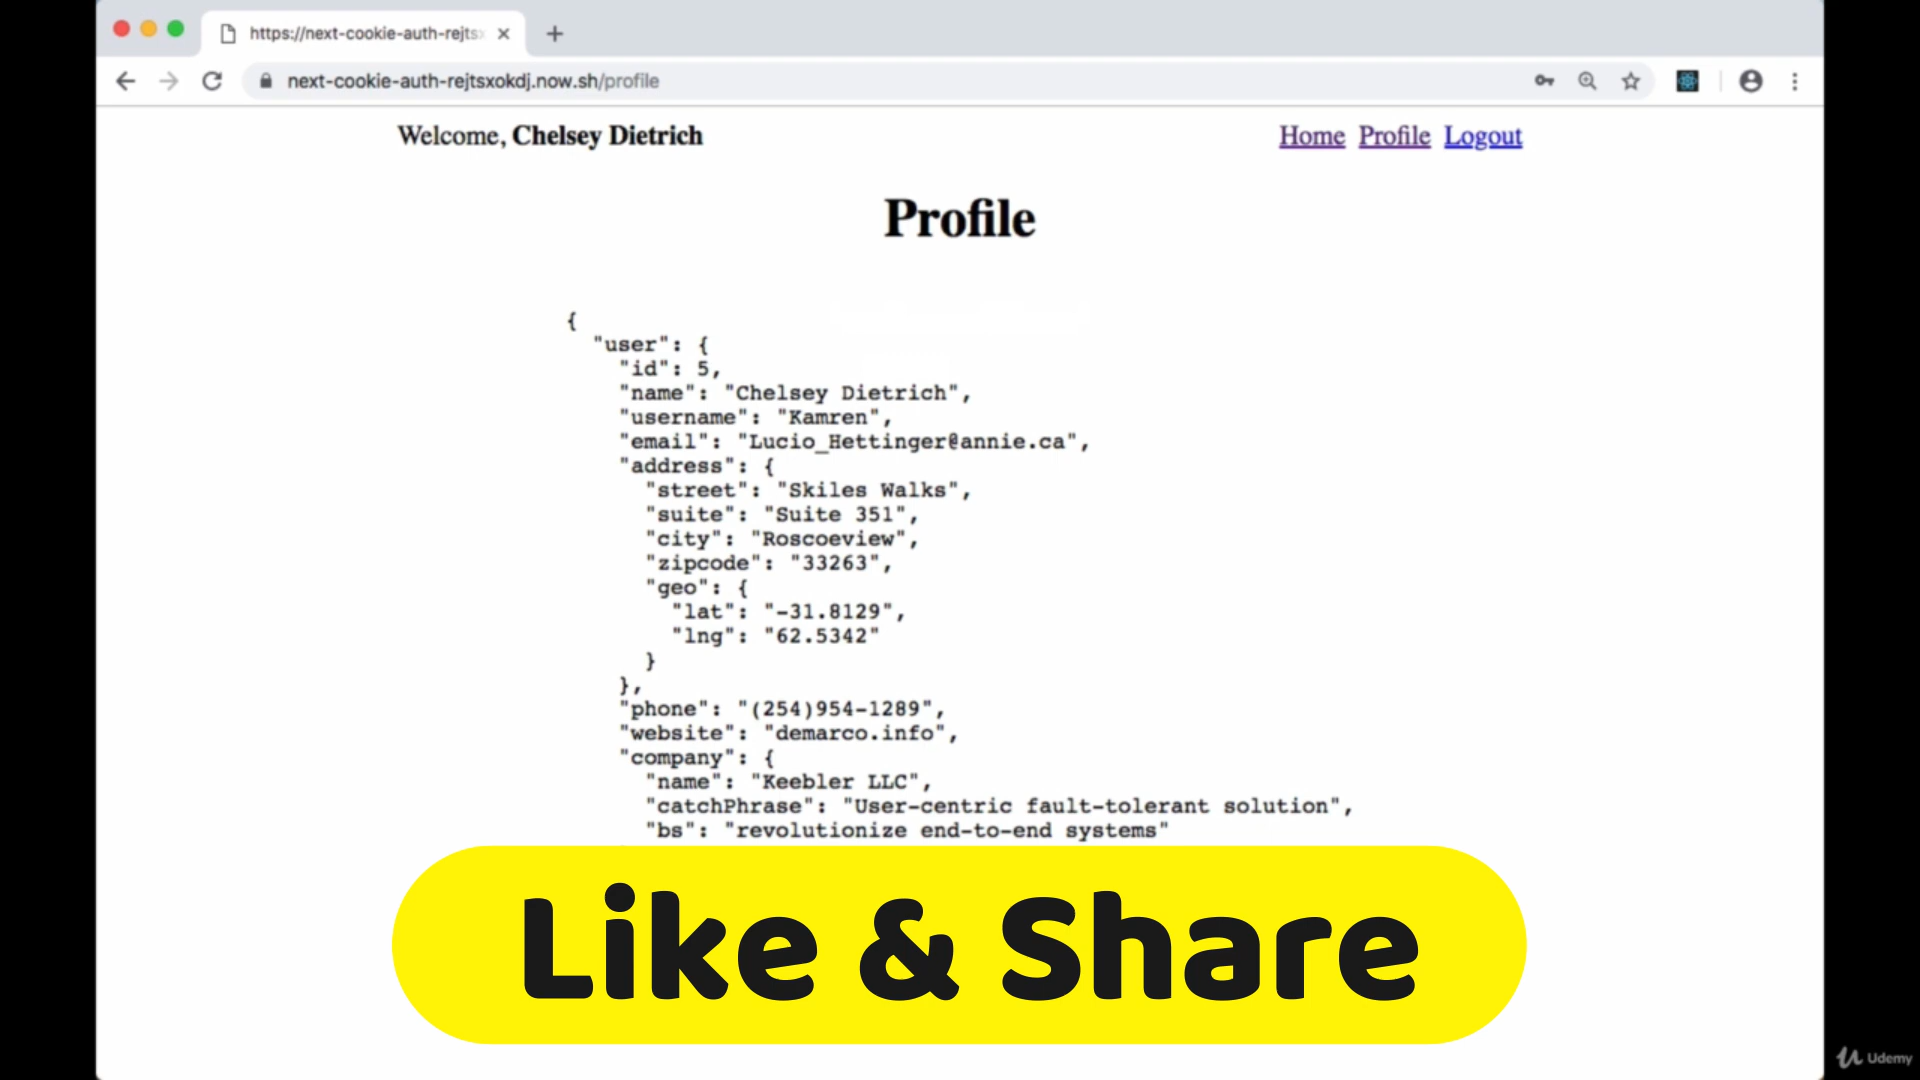 https://next-cookie-auth-rejts
next-cookie-auth-rejtsxokdj.now.sh/profile
Welcome, Chelsey Dietrich
Home Profile Logout
Profile
{
"user": {
"id": 5,
"name": "Chelsey Dietrich",
"username": "Kamren",
"email": "Lucio_Hettinger@annie.ca",
"address": {
"street": "Skiles Walks",
"suite": "Suite 351",
"city": "Roscoeview",
"zipcode": "33263",
"geo": {
"lat": "-31.8129",
"lng": "62.5342"
}
},
"phone": "(254)954-1289",
"website": "demarco.info",
"company": {
"name": "Keebler LLC",
"catchPhrase": "User-centric fault-tolerant solution",
"bs": "revolutionize end-to-end systems"
Like & Share
Udemy